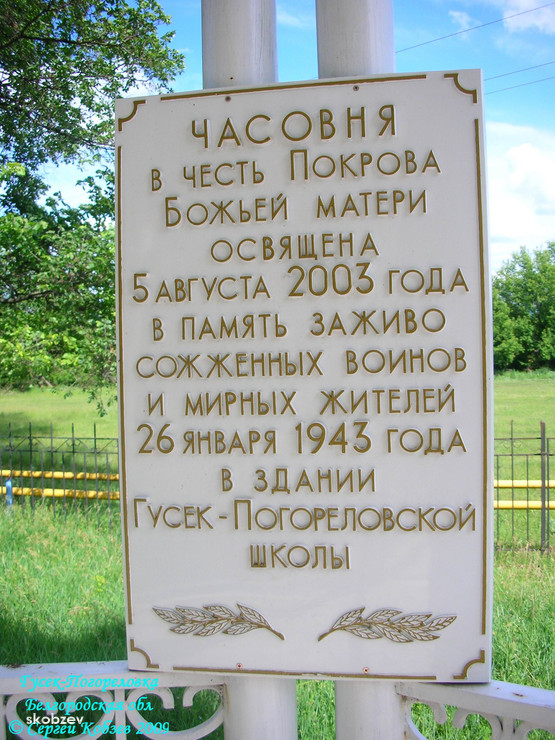 ЧАСОВНЯ
В ЧЕСТЬ ПОКРОВА
БОЖЬЕЙ МАТЕРИ
ОСВЯЩЕНА
5 АВГУСТА 2003 ГОДА
В ПАМЯТЬ ЗАЖИВО
СОЖЖЕННЫХ ВОИНОВ
И МИРНЫХ ЖИТЕЛЕЙ
26 ЯНВАРЯ 1943 ГОДА
В ЗДАНИИ
ГУСЕК-ПОГОРЕЛОВСКОЙ
ШКОЛЫ
Гусек-Погореловка
Белгородская обл
skobzev
© Сергей Кобзев 2009